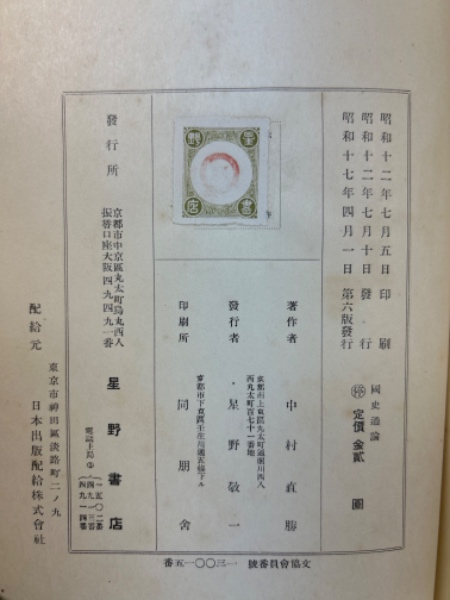 昭和十二年七月五日印刷
昭和十二年七月十日發行
昭和十七年四月一日第六版發行
國史通論
㊞定價金貳圓
著作者
京都市上京區丸太町通堀川西入
西丸太町百七十一番地
中村直勝
發行者
星野敬一
印刷所
京都市下京區壬生川通五條下ル
同朋舍
星野書店
發行所
京都市中京區丸太町烏丸西入
振替口座大阪四九四九一番
星野書店
配給元
東京市神田區淡路町二ノ九
日本出版配給株式會社
文協會員番號一三〇〇一五番